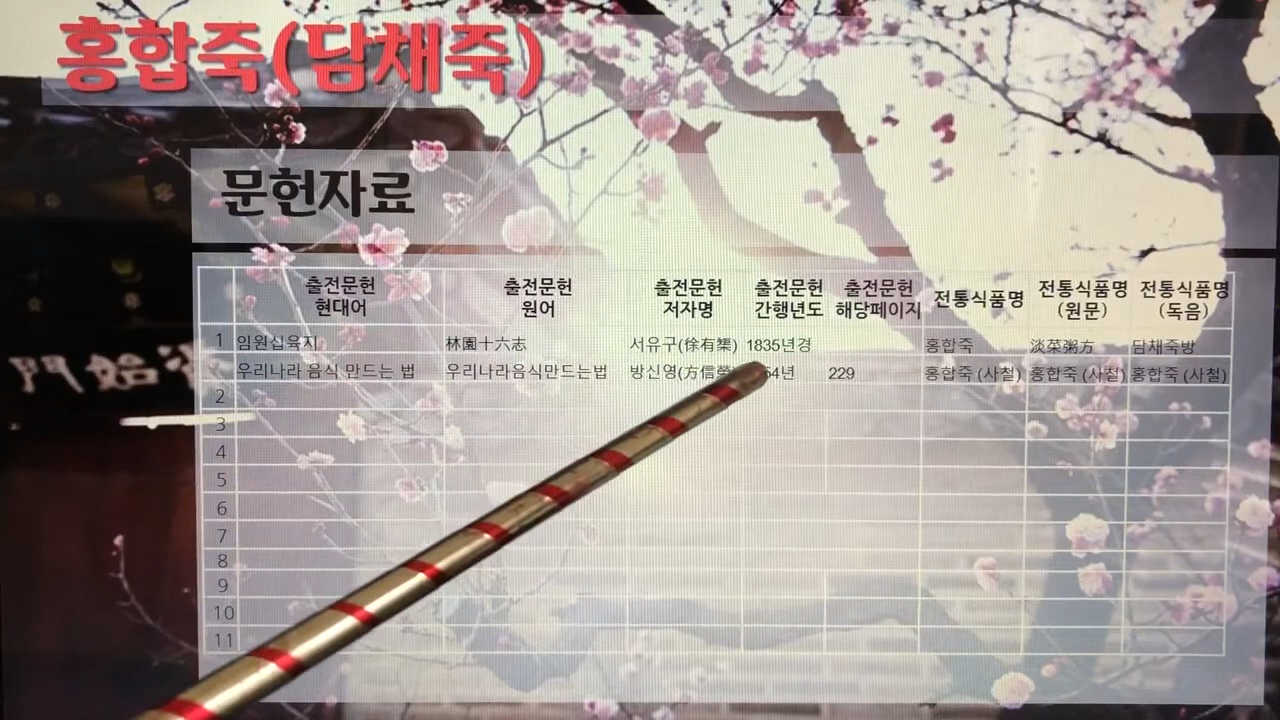 홍합죽(담채죽)
문헌자료
출전문헌 현대어 출전문헌 원어 출전문헌 저자명 출전문헌 간행년도 출전문헌 해당페이지 전통식품명 전통식품명 (원문) 전통식품명 (독음)
1 임원십육지 林園十六志 서유구(徐有榘) 1835년경 홍합죽 淡菜粥方 담채죽방
우리나라 음식 만드는 법 우리나라음식만드는법 방신영(方信榮 54년 229 홍합죽 (사철) 홍합죽 (사철) 홍합죽 (사철)
2
3
4
5
6
7
8
9
10
11
門始